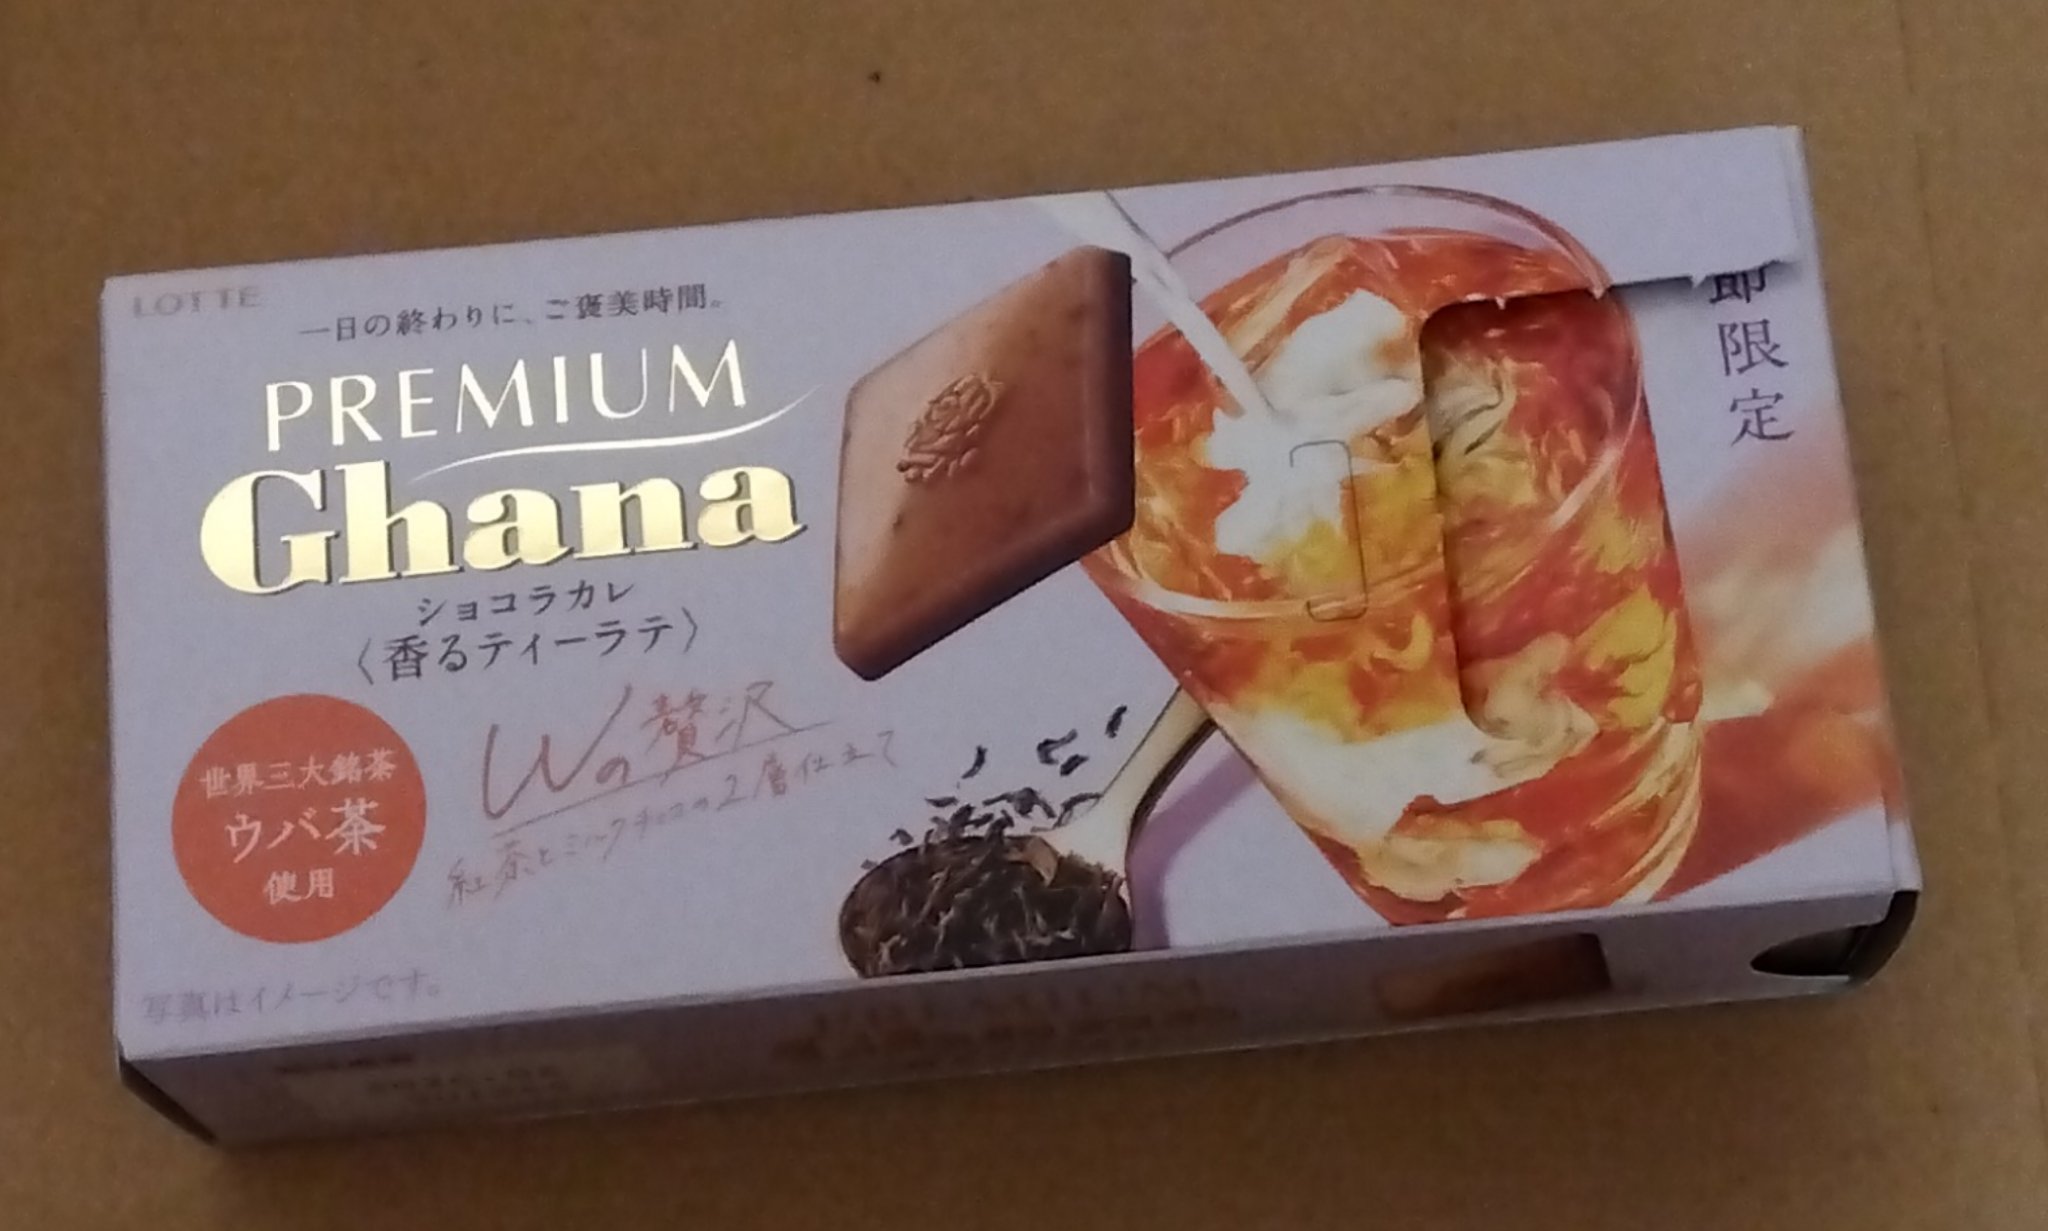 LOTTE
一日の終わりに、ご褒美時間。
PREMIUM
Ghana
ショコラカレ
〈香るティーラテ〉
Wの贅沢
紅茶とミルクチョコの2層仕立て
世界三大銘茶
ウバ茶
使用
写真はイメージです。
節限定